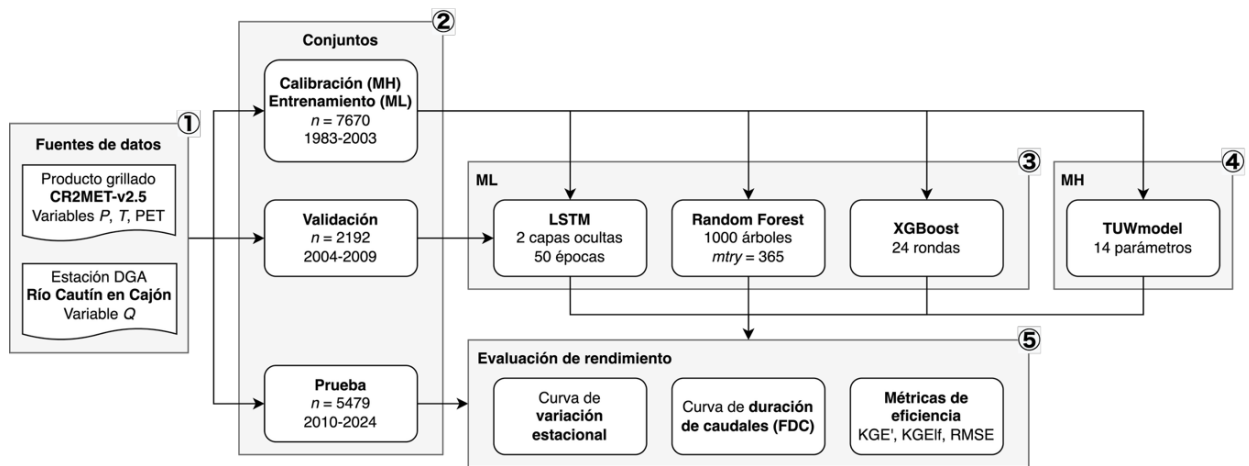 ①
Fuentes de datos
Producto grillado
CR2MET-v2.5
Variables P, T, PET
Estación DGA
Río Cautín en Cajón
Variable Q
②
Conjuntos
Calibración (MH)
Entrenamiento (ML)
n = 7670
1983-2003
Validación
n = 2192
2004-2009
Prueba
n = 5479
2010-2024
③
ML
LSTM
2 capas ocultas
50 épocas
Random Forest
1000 árboles
mtry = 365
XGBoost
24 rondas
④
MH
TUWmodel
14 parámetros
⑤
Evaluación de rendimiento
Curva de
variación
estacional
Curva de duración
de caudales (FDC)
Métricas de
eficiencia
KGE', KGElf, RMSE